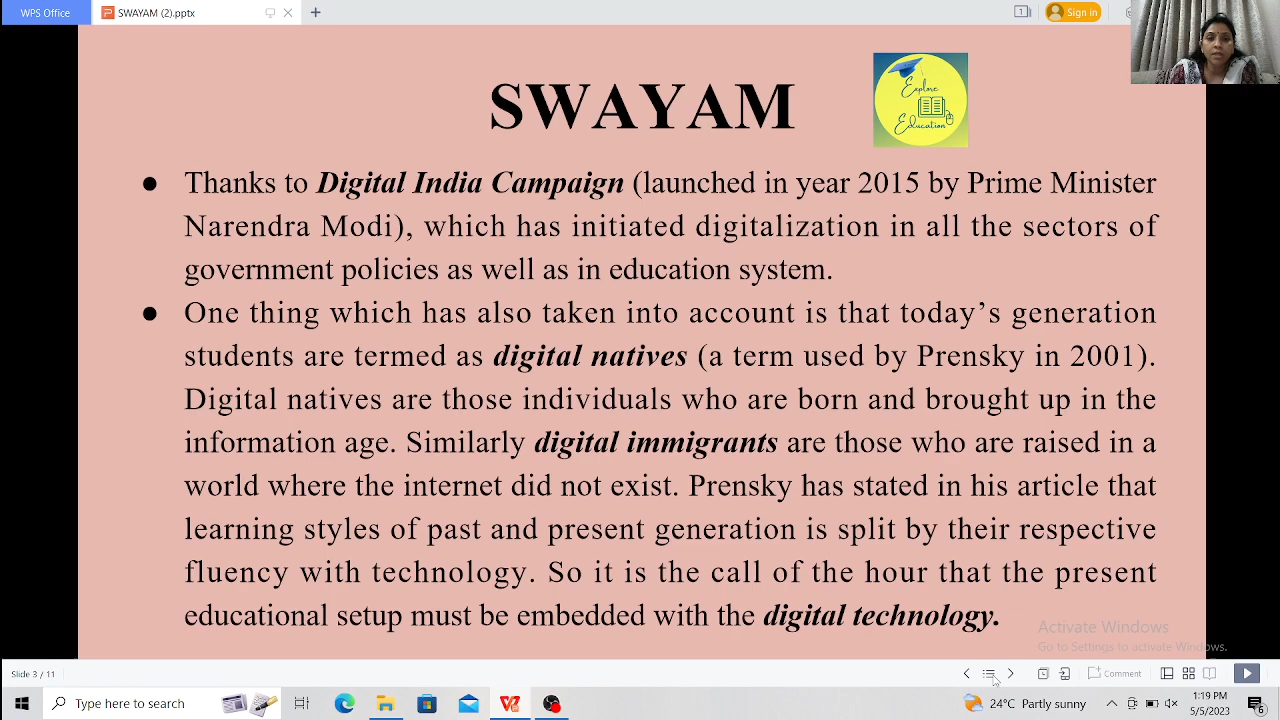 WPS Office
SWAYAM (2).pptx
1
Sign in
SWAYAM
Explore
Education
● Thanks to Digital India Campaign (launched in year 2015 by Prime Minister
Narendra Modi), which has initiated digitalization in all the sectors of
government policies as well as in education system.
● One thing which has also taken into account is that today’s generation
students are termed as digital natives (a term used by Prensky in 2001).
Digital natives are those individuals who are born and brought up in the
information age. Similarly digital immigrants are those who are raised in a
world where the internet did not exist. Prensky has stated in his article that
learning styles of past and present generation is split by their respective
fluency with technology. So it is the call of the hour that the present
educational setup must be embedded with the digital technology.
Activate Windows
Go to Settings to activate Windows.
Slide 3 / 11
Comment
Type here to search
24°C Partly sunny
1:19 PM
5/5/2023
6